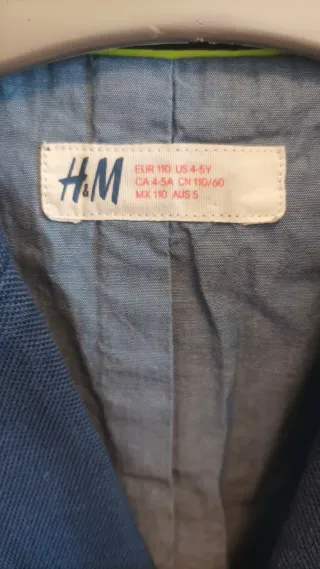 H&M
EUR 110 US 4-5Y
CA 4-5A CN 110/60
MX 110 AUS 5